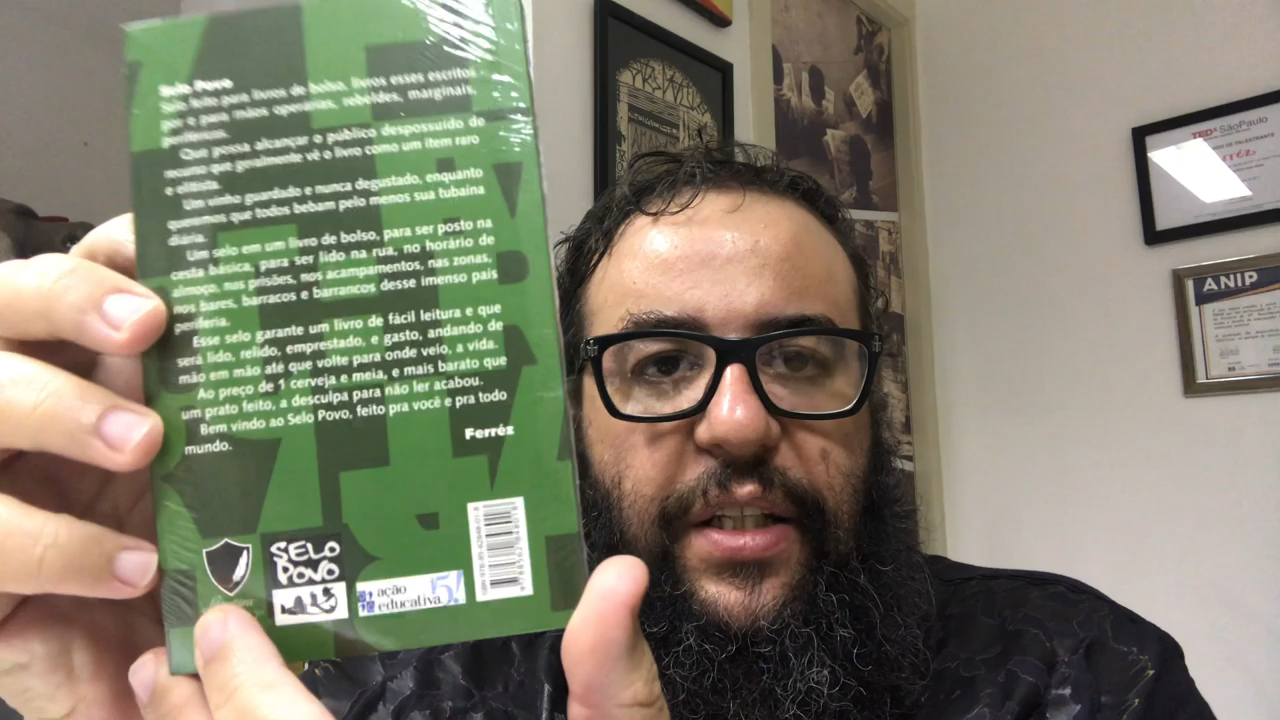 Selo Povo
Selo feito para livros de bolso, livros esses escritos
por e para mãos operárias, rebeldes, marginais,
periféricos.
Que possa alcançar o público despossuído de
recurso que geralmente vê o livro como um item raro
e elitista.
Um vinho guardado e nunca degustado, enquanto
queremos que todos bebam pelo menos sua tubaína
diária.
Um selo em um livro de bolso, para ser posto na
cesta básica, para ser lido na rua, no horário de
almoço, nas prisões, nos acampamentos, nas zonas,
nos bares, barracos e barrancos desse imenso país
periferia.
Esse selo garante um livro de fácil leitura e que
será lido, relido, emprestado, e gasto, andando de
mão em mão até que volte para onde veio, a vida.
Ao preço de 1 cerveja e meia, e mais barato que
um prato feito, a desculpa para não ler acabou.
Bem vindo ao Selo Povo, feito pra você e pra todo
mundo.
Ferréz
SELO
POVO
ação
educativa 15!
TEDx SãoPaulo
ANIP